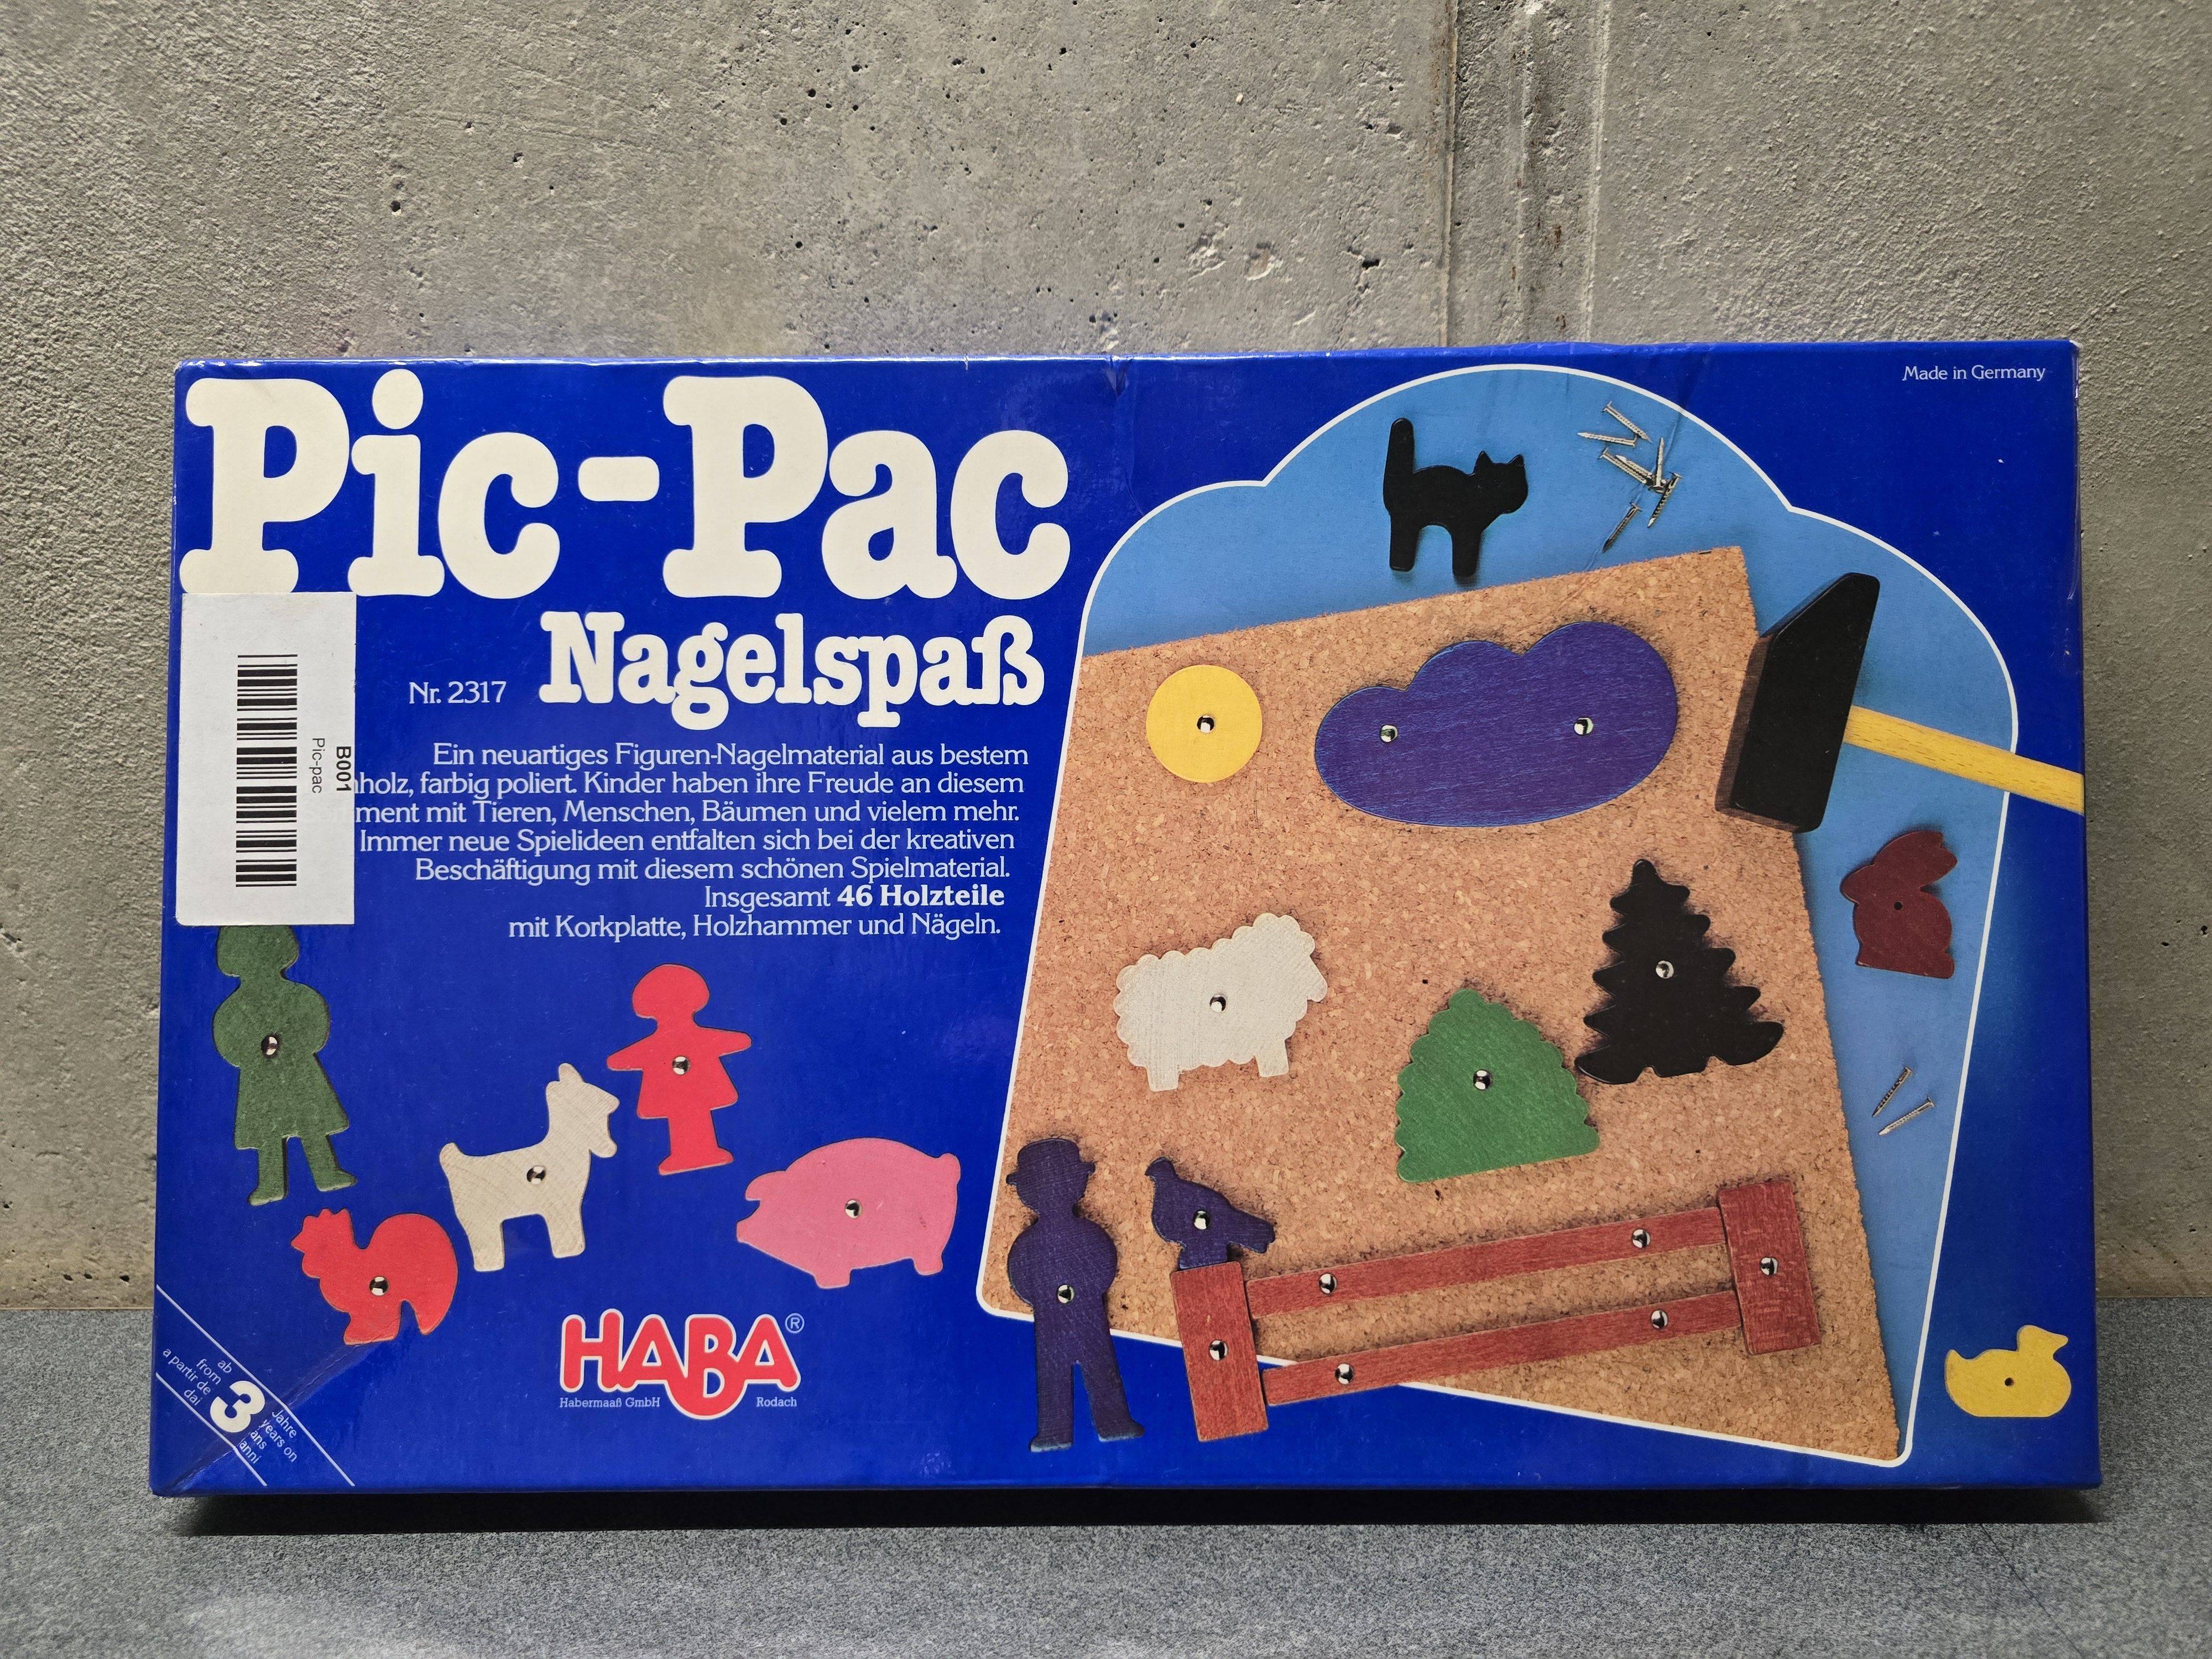 Made in Germany
Pic-Pac
Nagelspaß
Nr. 2317
B001
Pic-pac
Ein neuartiges Figuren-Nagelmaterial aus bestem
holz, farbig poliert. Kinder haben ihre Freude an diesem
ment mit Tieren, Menschen, Bäumen und vielem mehr.
Immer neue Spielideen entfalten sich bei der kreativen
Beschäftigung mit diesem schönen Spielmaterial.
Insgesamt 46 Holzteile
mit Korkplatte, Holzhammer und Nägeln.
HABA®
Habermaaß GmbH Rodach
ab
from
a partir de
dai
3
Jahre
years on
ans
anni